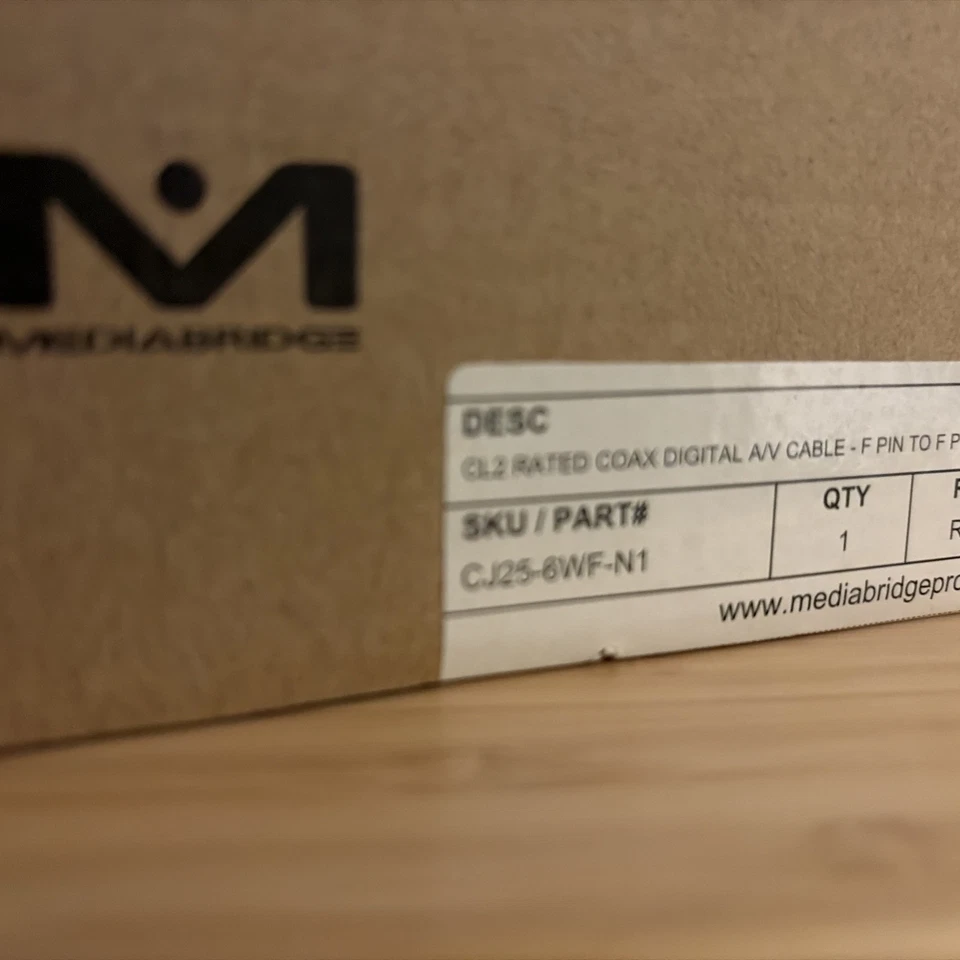 MEDIABRIDGE
DESC
CL2 RATED COAX DIGITAL A/V CABLE - F PIN TO F P
SKU / PART#
QTY
F
CJ25-6WF-N1
1
R
www.mediabridgepro